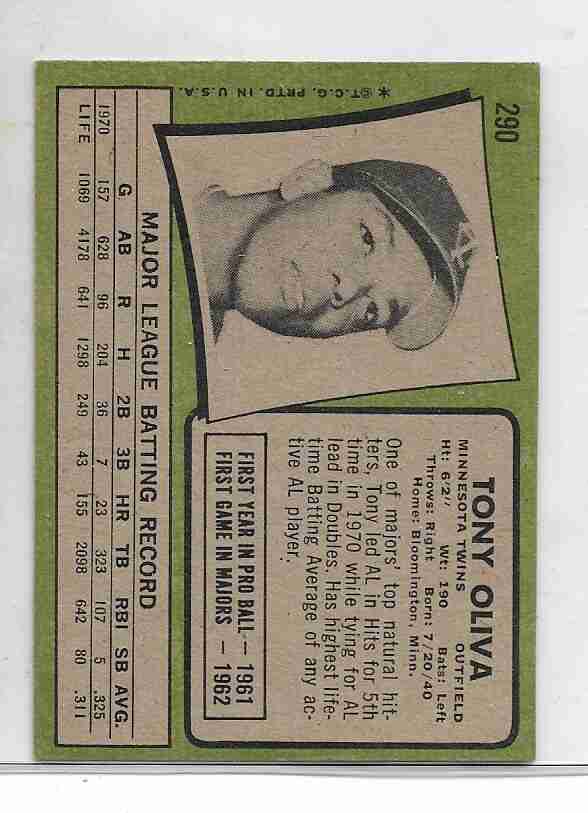 290
TONY OLIVA
MINNESOTA TWINS OUTFIELD
Ht: 6'2" Wt: 190 Bats: Left
Throws: Right Born: 7/20/40
Home: Bloomington, Minn.
One of majors' top natural hit-
ters, Tony led AL in Hits for 5th
time in 1970 while tying for AL
lead in Doubles. Has highest life-
time Batting Average of any ac-
tive AL player.
FIRST YEAR IN PRO BALL— 1961
FIRST GAME IN MAJORS — 1962
MAJOR LEAGUE BATTING RECORD
G AB R H 2B 3B HR TB RBI SB AVG.
1970 157 628 96 204 36 7 23 323 107 5 .325
LIFE 1069 4178 641 1298 249 43 155 2098 642 80 .311
*©T.C.G. PRTD. IN U.S.A.